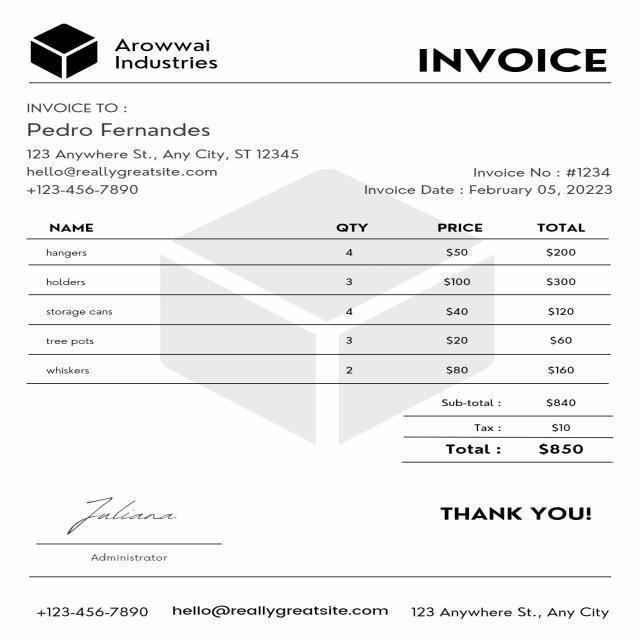 Arowwai
Industries
INVOICE
INVOICE TO :
Pedro Fernandes
123 Anywhere St., Any City, ST 12345
hello@reallygreatsite.com
+123-456-7890
Invoice No : #1234
Invoice Date : February 05, 20223
NAME QTY PRICE TOTAL
hangers 4 $50 $200
holders 3 $100 $300
storage cans 4 $40 $120
tree pots 3 $20 $60
whiskers 2 $80 $160
Sub-total : $840
Tax : $10
Total : $850
Juliana
Administrator
THANK YOU!
+123-456-7890 hello@reallygreatsite.com 123 Anywhere St., Any City